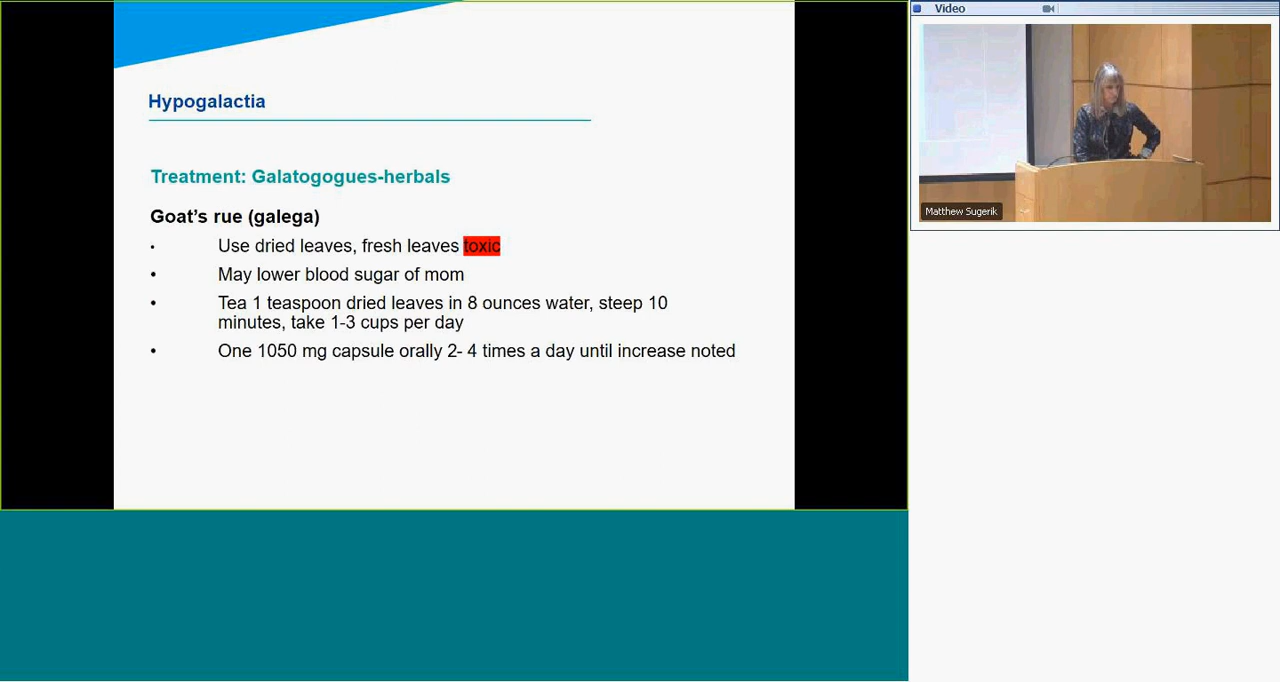 Hypogalactia
Treatment: Galatogogues-herbals
Goat's rue (galega)
• Use dried leaves, fresh leaves toxic
• May lower blood sugar of mom
• Tea 1 teaspoon dried leaves in 8 ounces water, steep 10
minutes, take 1-3 cups per day
• One 1050 mg capsule orally 2- 4 times a day until increase noted
Video
Matthew Sugerik